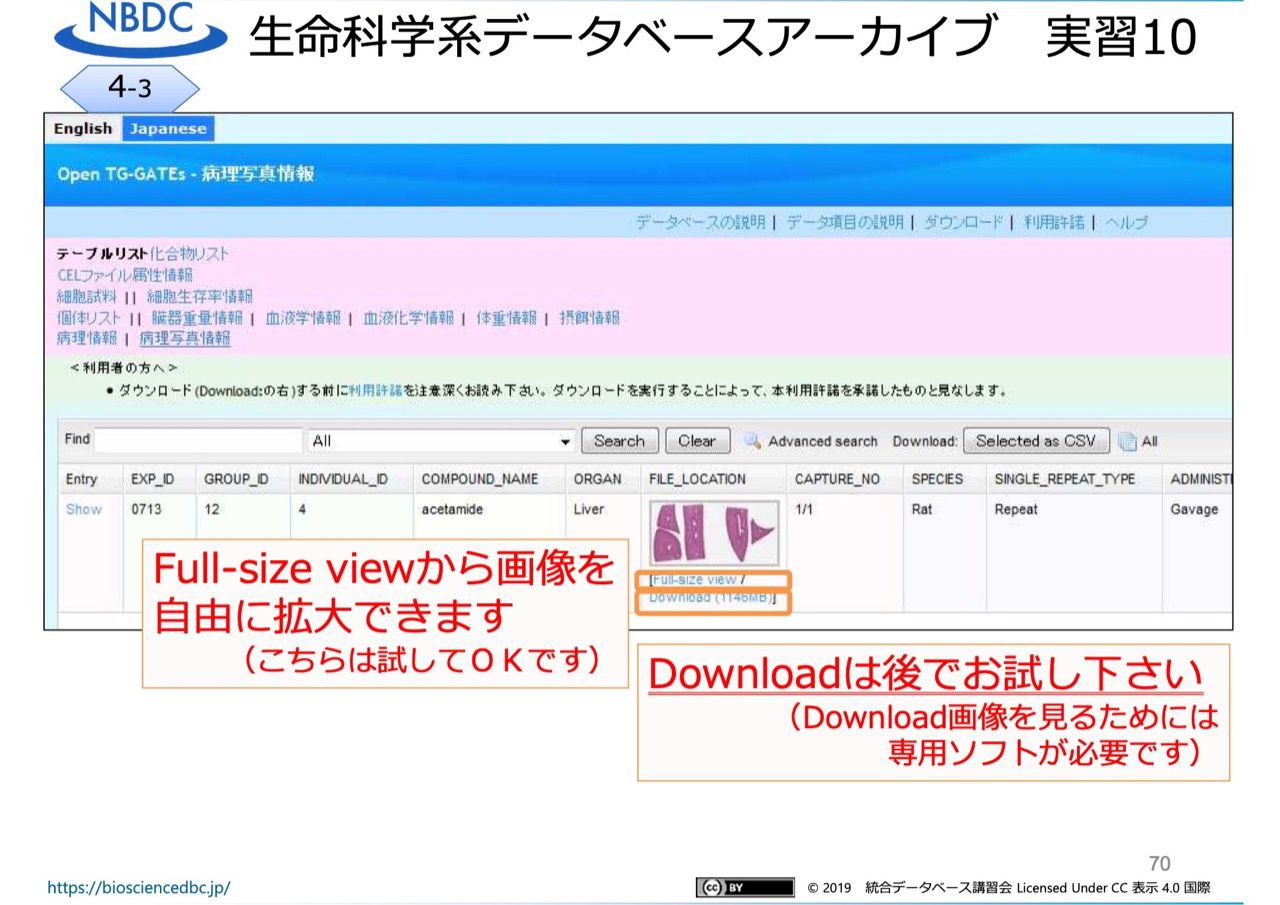 NBDC 生命科学系データベースアーカイブ　実習10
4-3
English Japanese
Open TG-GATEs - 病理写真情報
データベースの説明 | データ項目の説明 | ダウンロード | 利用許諾 | ヘルプ
テーブルリスト 化合物リスト
CELファイル属性情報
細胞試料 || 細胞生存率情報
個体リスト || 臓器重量情報 | 血液学情報 | 血液化学情報 | 体重情報 | 摂餌情報
病理情報 | 病理写真情報
＜利用者の方へ＞
• ダウンロード(Download:の右)する前に利用許諾を注意深くお読み下さい。ダウンロードを実行することによって、本利用許諾を承諾したものと見なします。
Find All Search Clear Advanced search Download: Selected as CSV All
Entry EXP_ID GROUP_ID INDIVIDUAL_ID COMPOUND_NAME ORGAN FILE_LOCATION CAPTURE_NO SPECIES SINGLE_REPEAT_TYPE ADMINISTI
Show 0713 12 4 acetamide Liver 1/1 Rat Repeat Gavage
[Full-size view /
Download (1146MB)]
Full-size viewから画像を
自由に拡大できます
（こちらは試してＯＫです）
Downloadは後でお試し下さい
（Download画像を見るためには
専用ソフトが必要です）
70
https://biosciencedbc.jp/
cc BY © 2019　統合データベース講習会 Licensed Under CC 表示 4.0 国際